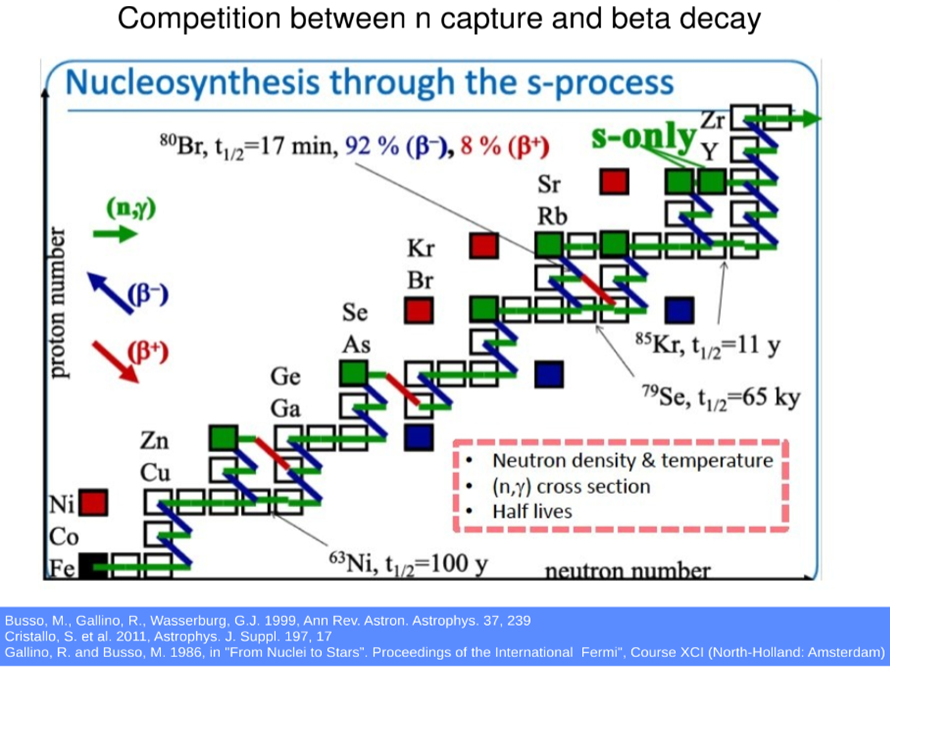 Competition between n capture and beta decay
Nucleosynthesis through the s-process
⁸⁰Br, t₁/₂=17 min, 92 % (β⁻), 8 % (β⁺)
s-only
Zr
Y
Sr
Rb
(n,γ)
Kr
Br
(β⁻)
Se
As
(β⁺)
proton number
⁸⁵Kr, t₁/₂=11 y
Ge
Ga
⁷⁹Se, t₁/₂=65 ky
Zn
Cu
• Neutron density & temperature
• (n,γ) cross section
• Half lives
Ni
Co
Fe
⁶³Ni, t₁/₂=100 y
neutron number
Busso, M., Gallino, R., Wasserburg, G.J. 1999, Ann Rev. Astron. Astrophys. 37, 239
Cristallo, S. et al. 2011, Astrophys. J. Suppl. 197, 17
Gallino, R. and Busso, M. 1986, in "From Nuclei to Stars". Proceedings of the International Fermi", Course XCI (North-Holland: Amsterdam)